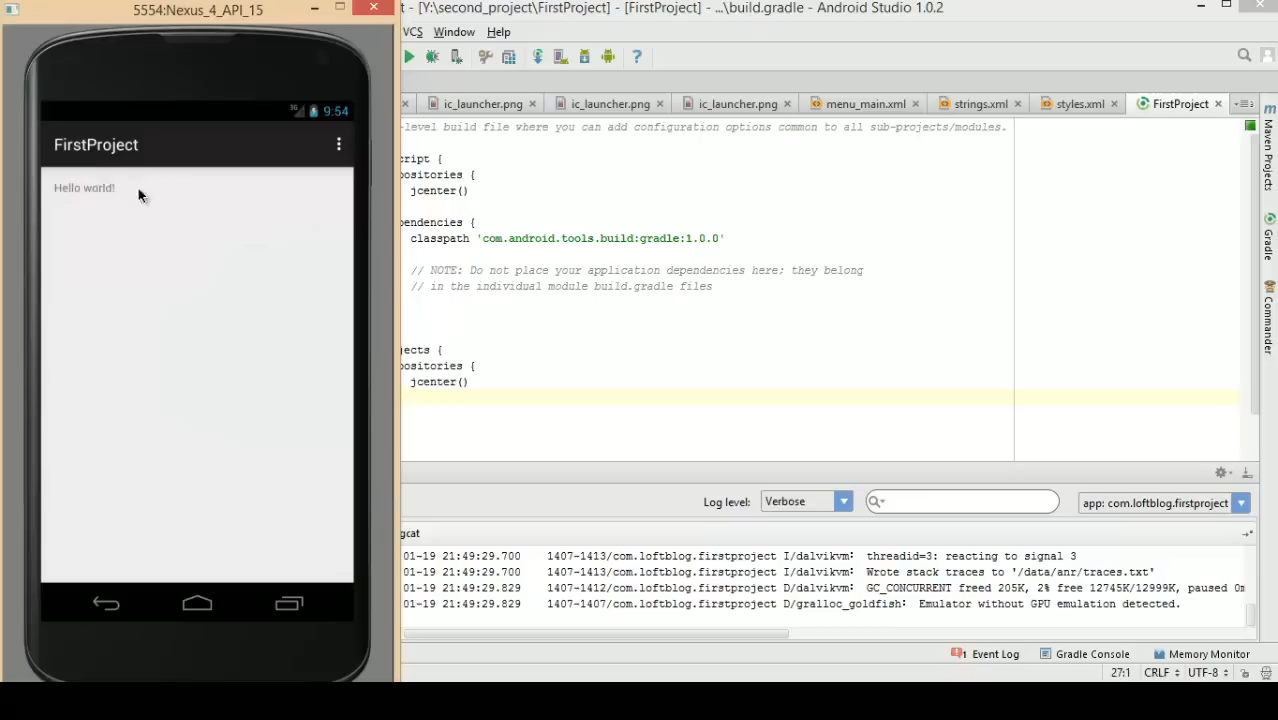 5554:Nexus_4_API_15
t - [Y:\second_project\FirstProject] - [FirstProject] - ...\build.gradle - Android Studio 1.0.2
VCS Window Help
ic_launcher.png ic_launcher.png ic_launcher.png menu_main.xml strings.xml styles.xml FirstProject
3G 9:54
FirstProject
Hello world!
-level build file where you can add configuration options common to all sub-projects/modules.
cript {
positories {
jcenter()
pendencies {
classpath 'com.android.tools.build:gradle:1.0.0'
// NOTE: Do not place your application dependencies here; they belong
// in the individual module build.gradle files
jects {
positories {
jcenter()
Maven Projects
Gradle
Commander
Log level: Verbose app: com.loftblog.firstproject
gcat
01-19 21:49:29.700 1407-1413/com.loftblog.firstproject I/dalvikvm: threadid=3: reacting to signal 3
01-19 21:49:29.700 1407-1413/com.loftblog.firstproject I/dalvikvm: Wrote stack traces to '/data/anr/traces.txt'
01-19 21:49:29.829 1407-1412/com.loftblog.firstproject D/dalvikvm: GC_CONCURRENT freed 205K, 2% free 12745K/12999K, paused 0m
01-19 21:49:29.829 1407-1407/com.loftblog.firstproject D/gralloc_goldfish: Emulator without GPU emulation detected.
1 Event Log Gradle Console Memory Monitor
27:1 CRLF UTF-8